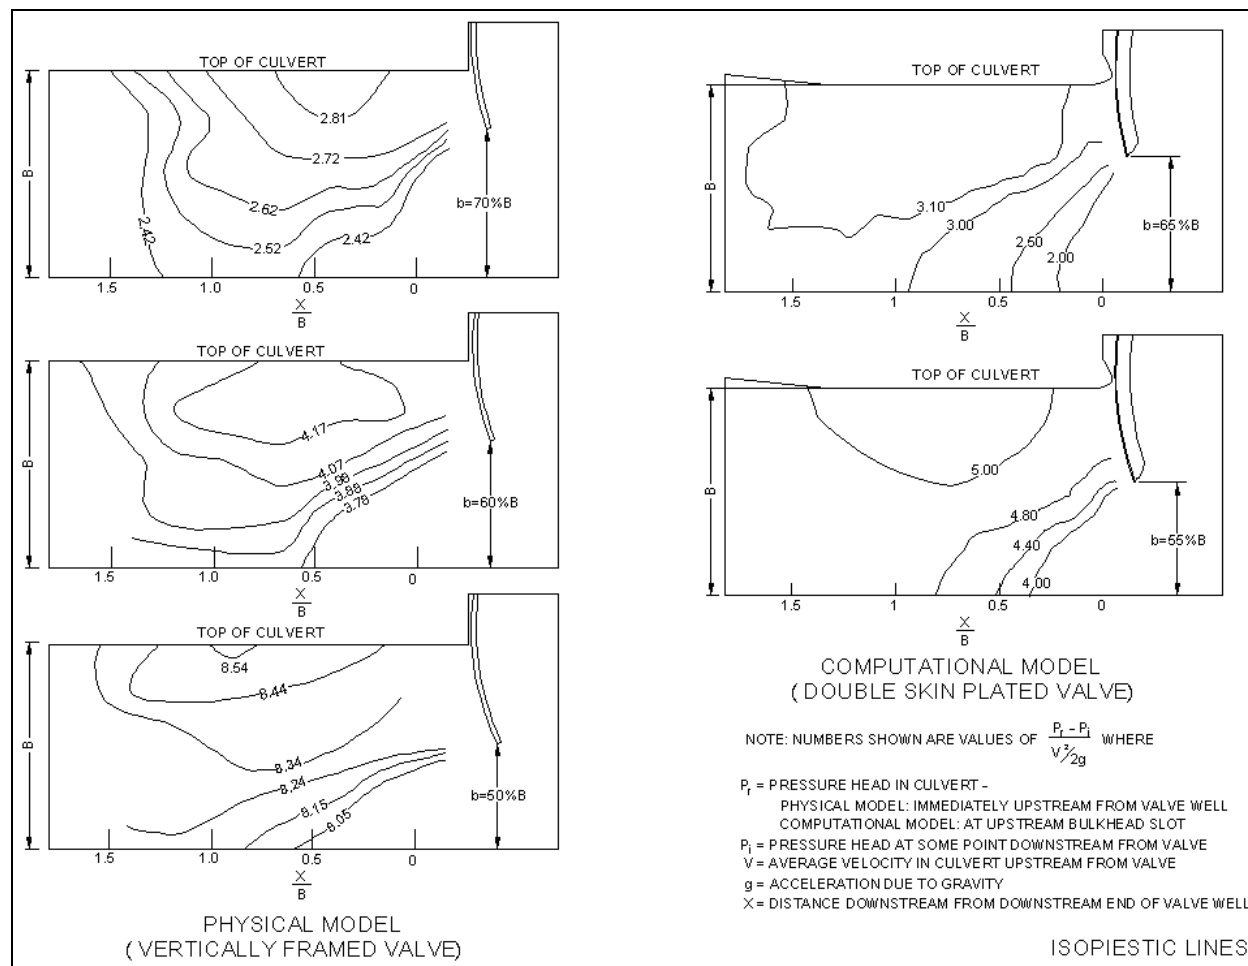 TOP OF CULVERT
B
2.81
2.72
2.62
2.52
2.42
2.42
b=70%B
1.5 1.0 0.5 0
X
B
TOP OF CULVERT
B
4.17
4.07
3.98
3.88
3.78
b=60%B
1.5 1.0 0.5 0
X
B
TOP OF CULVERT
B
8.54
8.44
8.34
8.24
8.15
8.05
b=50%B
1.5 1.0 0.5 0
X
B
PHYSICAL MODEL
( VERTICALLY FRAMED VALVE)
TOP OF CULVERT
B
3.10
3.00
2.50
2.00
b=65%B
1.5 1 0.5 0
X
B
TOP OF CULVERT
B
5.00
4.80
4.40
4.00
b=55%B
1.5 1 0.5 0
X
B
COMPUTATIONAL MODEL
( DOUBLE SKIN PLATED VALVE)
NOTE: NUMBERS SHOWN ARE VALUES OF (Pr - Pi) / (V²/2g) WHERE
Pr = PRESSURE HEAD IN CULVERT -
PHYSICAL MODEL: IMMEDIATELY UPSTREAM FROM VALVE WELL
COMPUTATIONAL MODEL: AT UPSTREAM BULKHEAD SLOT
Pi = PRESSURE HEAD AT SOME POINT DOWNSTREAM FROM VALVE
V = AVERAGE VELOCITY IN CULVERT UPSTREAM FROM VALVE
g = ACCELERATION DUE TO GRAVITY
X = DISTANCE DOWNSTREAM FROM DOWNSTREAM END OF VALVE WELL
ISOPIESTIC LINES